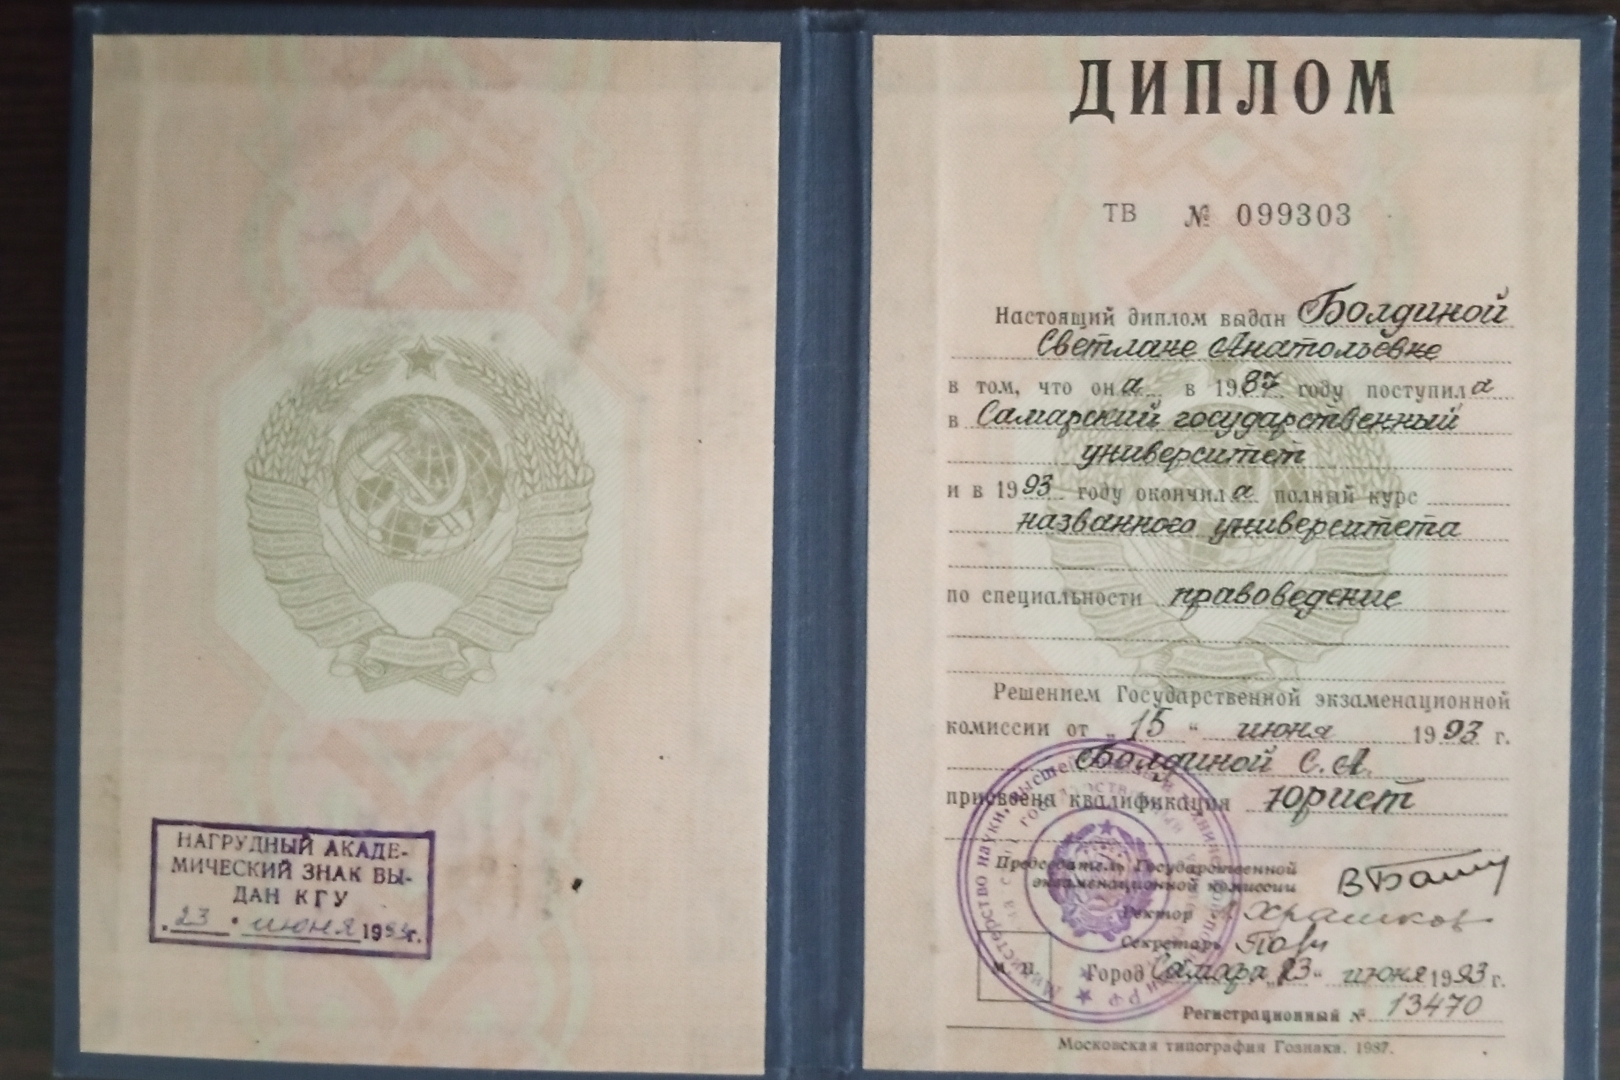 НАГРУДНЫЙ АКАДЕ-
МИЧЕСКИЙ ЗНАК ВЫ-
ДАН КГУ
„23" июня 1993г.
ДИПЛОМ
ТВ № 099303
Настоящий диплом выдан Болдиной
Светлане Анатольевне
в том, что она в 1987 году поступила
в Самарский государственный
университет
и в 1993 году окончила полный курс
названного университета
по специальности правоведение
Решением Государственной экзаменационной
комиссии от „15" июня 1993 г.
Болдиной С.А.
присвоена квалификация юрист
Председатель Государственной
экзаменационной комиссии
Ректор Храмков
Секретарь
М. П.
Город Самара „23" июня 1993 г.
Регистрационный № 13470
Московская типография Гознака. 1987.